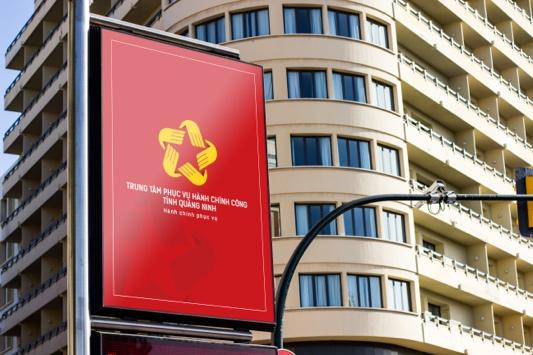 TRUNG TÂM PHỤC VỤ HÀNH CHÍNH CÔNG
TỈNH QUẢNG NINH
Hành chính phục vụ